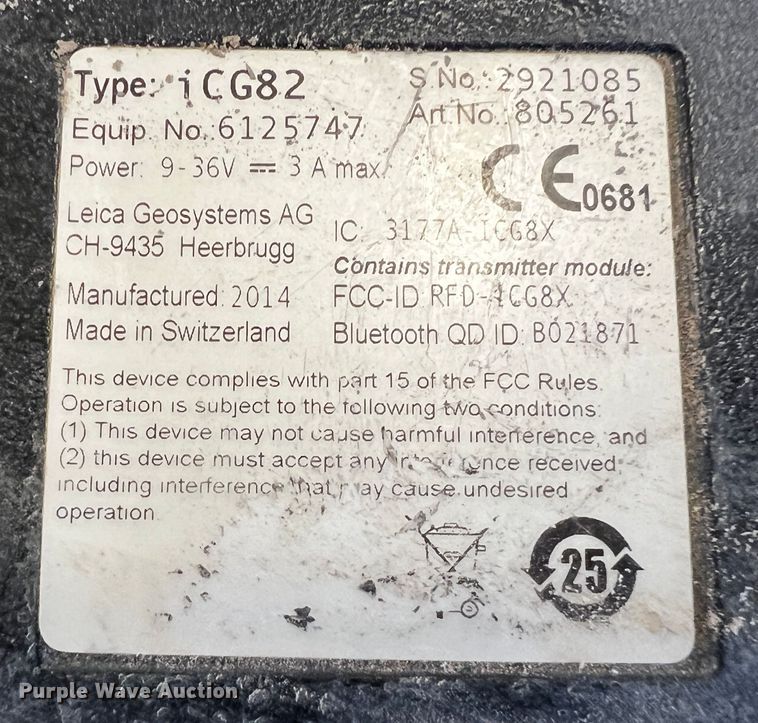 Type: iCG82
S No.: 2921085
Equip. No.: 6125747
Art No.: 805261
Power: 9-36V 3 A max.
CE 0681
Leica Geosystems AG
CH-9435 Heerbrugg
IC: 3177A-ICG8X
Contains transmitter module:
Manufactured: 2014
FCC-ID RFD-ICG8X
Made in Switzerland
Bluetooth QD ID: B021871
This device complies with part 15 of the FCC Rules.
Operation is subject to the following two conditions:
(1) This device may not cause harmful interference, and
(2) this device must accept any interference received
including interference that may cause undesired
operation
25
Purple Wave Auction